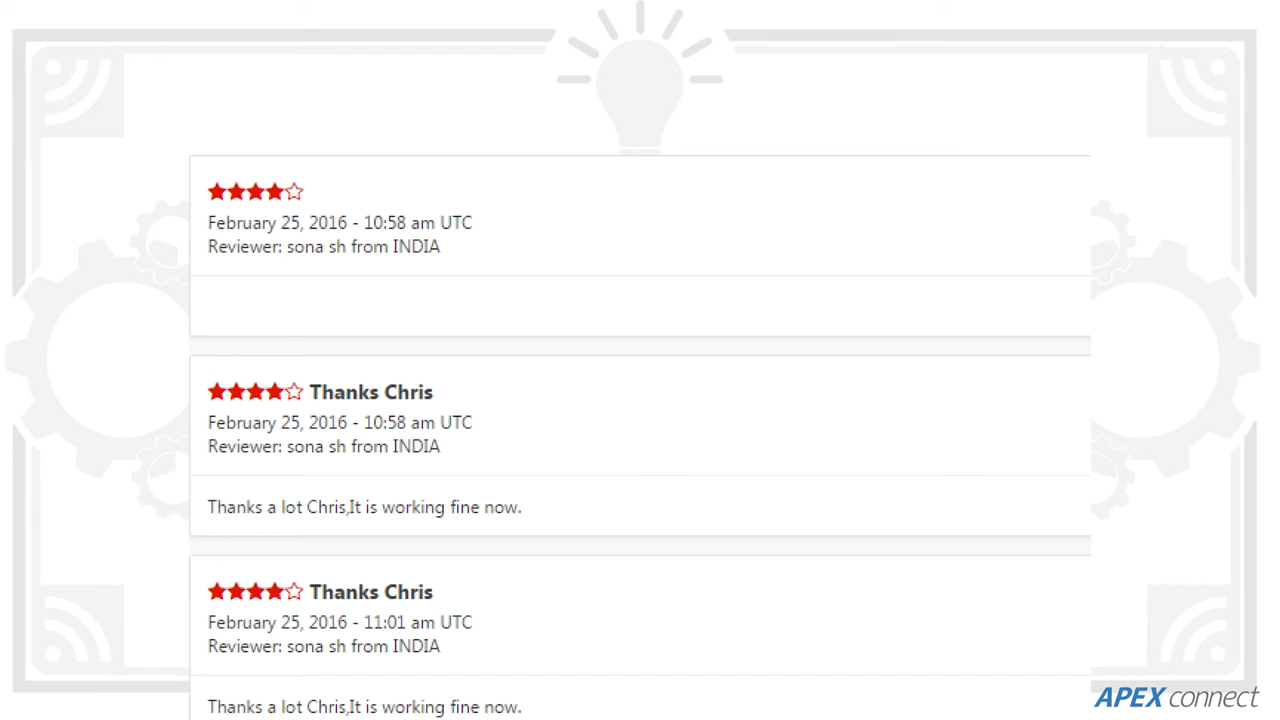 February 25, 2016 - 10:58 am UTC
Reviewer: sona sh from INDIA
Thanks Chris
February 25, 2016 - 10:58 am UTC
Reviewer: sona sh from INDIA
Thanks a lot Chris,It is working fine now.
Thanks Chris
February 25, 2016 - 11:01 am UTC
Reviewer: sona sh from INDIA
Thanks a lot Chris,It is working fine now.
APEX connect